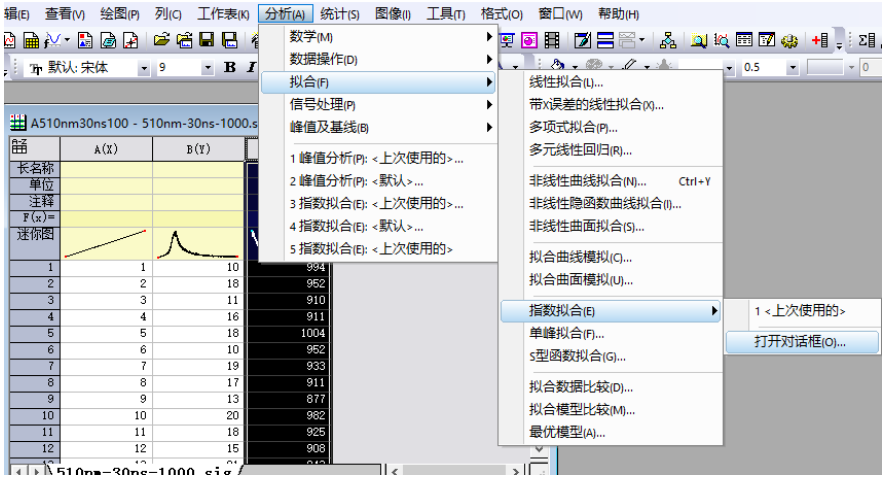 辑(E) 查看(V) 绘图(P) 列(C) 工作表(K) 分析(A) 统计(S) 图像(I) 工具(T) 格式(O) 窗口(W) 帮助(H)
默认: 宋体 9 B I 0.5 0
数学(M)
数据操作(D)
拟合(F)
信号处理(P)
峰值及基线(B)
1 峰值分析(P): <上次使用的>...
2 峰值分析(P): <默认>...
3 指数拟合(E): <上次使用的>...
4 指数拟合(E): <默认>...
5 指数拟合(E): <上次使用的>
线性拟合(L)...
带X误差的线性拟合(X)...
多项式拟合(P)...
多元线性回归(R)...
非线性曲线拟合(N)... Ctrl+Y
非线性隐函数曲线拟合(I)...
非线性曲面拟合(S)...
拟合曲线模拟(C)...
拟合曲面模拟(U)...
指数拟合(E)
单峰拟合(F)...
S型函数拟合(G)...
拟合数据比较(D)...
拟合模型比较(M)...
最优模型(A)...
1 <上次使用的>
打开对话框(O)...
A510nm30ns100 - 510nm-30ns-1000.s
A(X) B(Y)
长名称
单位
注释
F(x)=
迷你图
1 1 10 994
2 2 18 952
3 3 11 910
4 4 16 911
5 5 18 1004
6 6 10 952
7 7 19 933
8 8 17 911
9 9 13 877
10 10 20 982
11 11 18 925
12 12 15 908
510nm-30ns-1000.sig